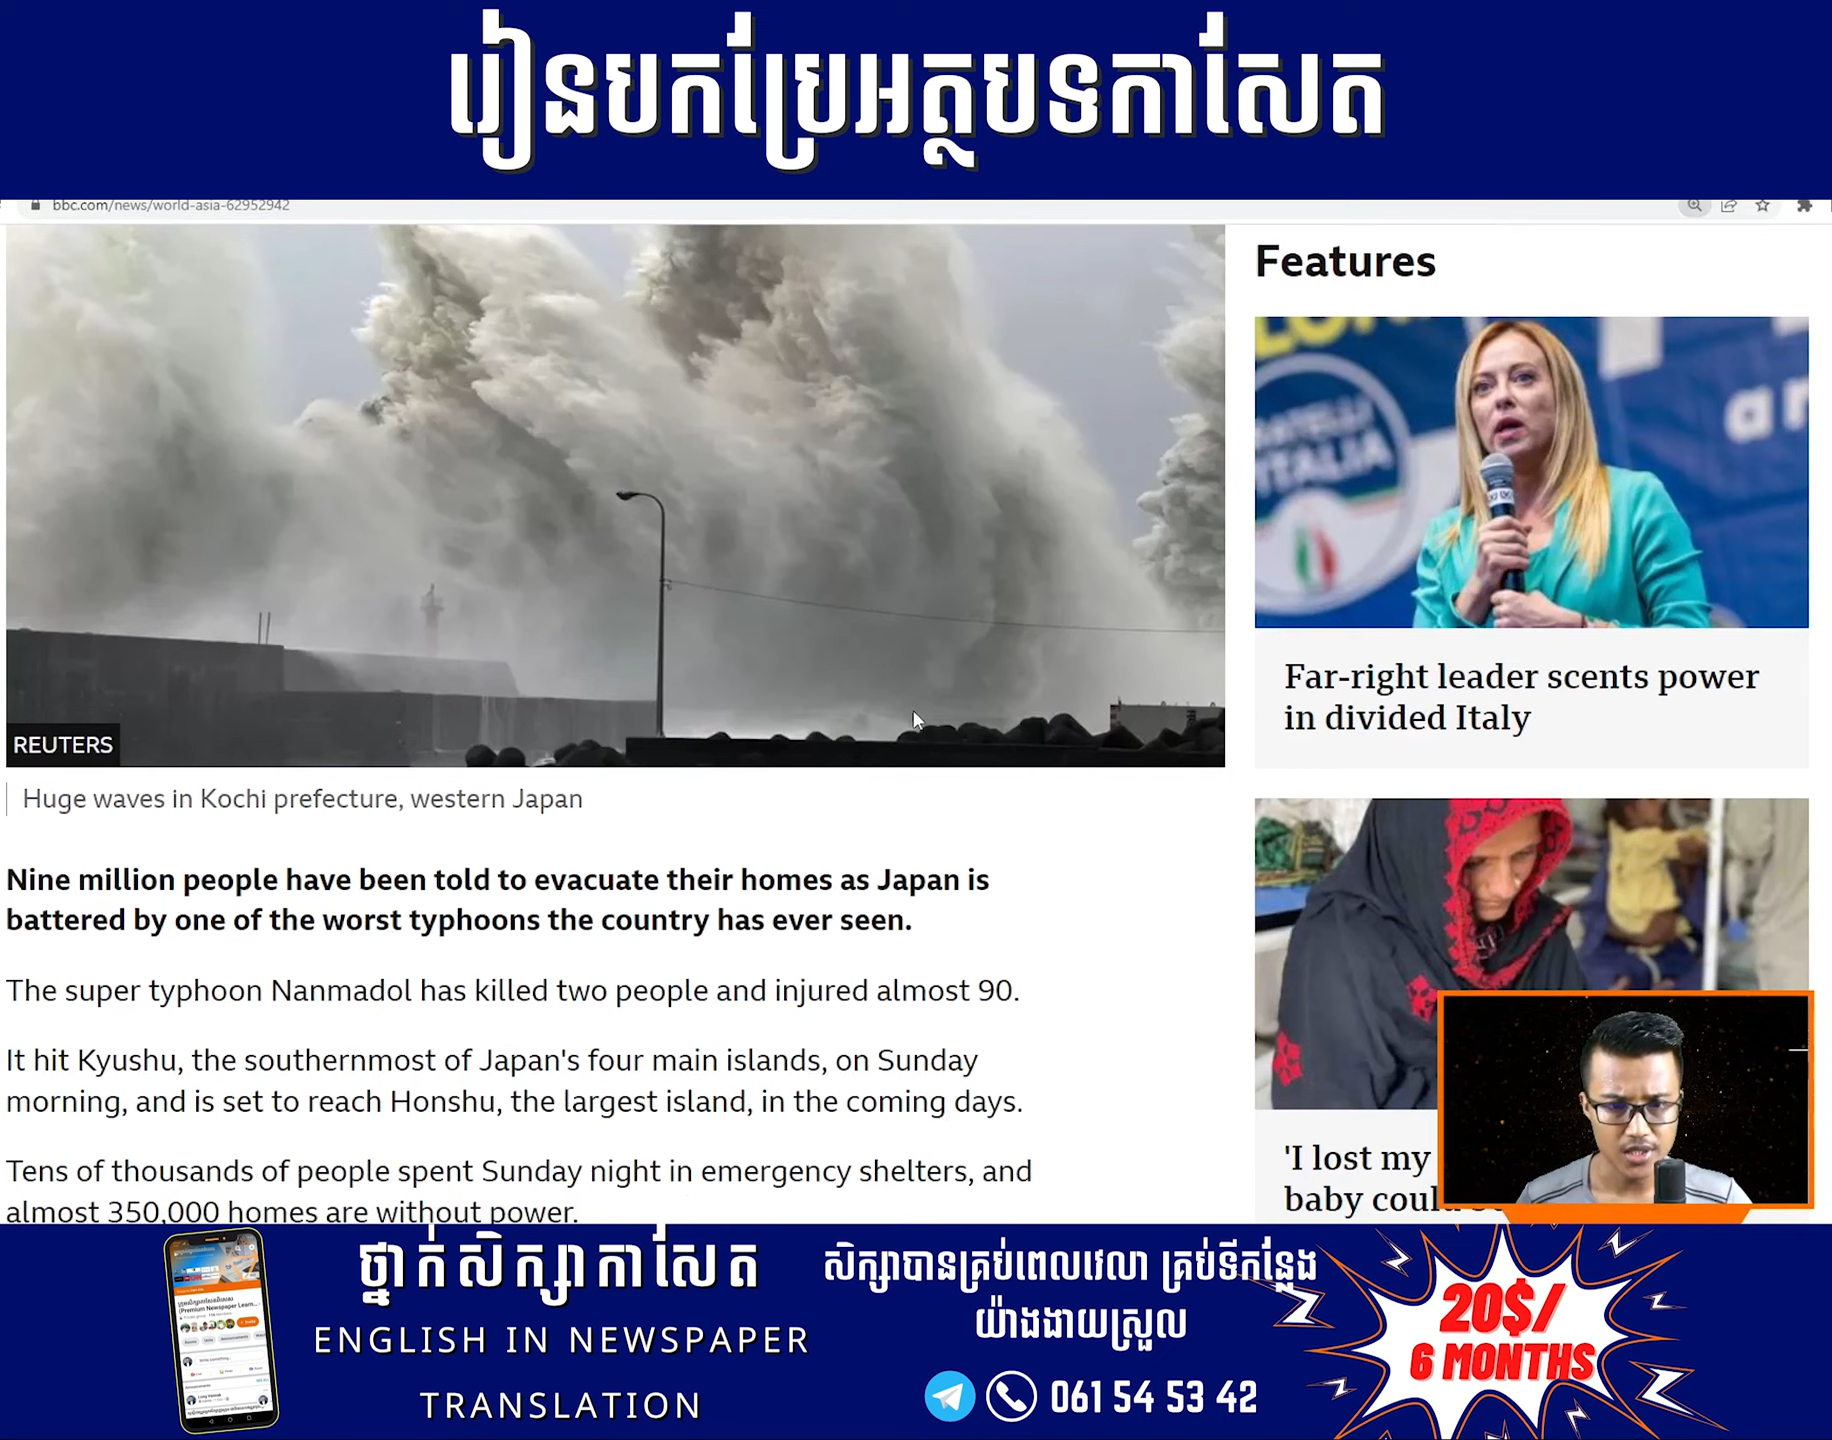 រៀនបកប្រែអត្ថបទកាសែត
bbc.com/news/world-asia-62952942
REUTERS
Huge waves in Kochi prefecture, western Japan
Nine million people have been told to evacuate their homes as Japan is
battered by one of the worst typhoons the country has ever seen.
The super typhoon Nanmadol has killed two people and injured almost 90.
It hit Kyushu, the southernmost of Japan's four main islands, on Sunday
morning, and is set to reach Honshu, the largest island, in the coming days.
Tens of thousands of people spent Sunday night in emergency shelters, and
almost 350,000 homes are without power.
Features
ITALIA
Far-right leader scents power
in divided Italy
'I lost my
baby
ថ្នាក់សិក្សាកាសែត
ENGLISH IN NEWSPAPER
TRANSLATION
សិក្សាបានគ្រប់ពេលវេលា គ្រប់ទីកន្លែង
យ៉ាងងាយស្រួល
061 54 53 42
20$/
6 MONTHS